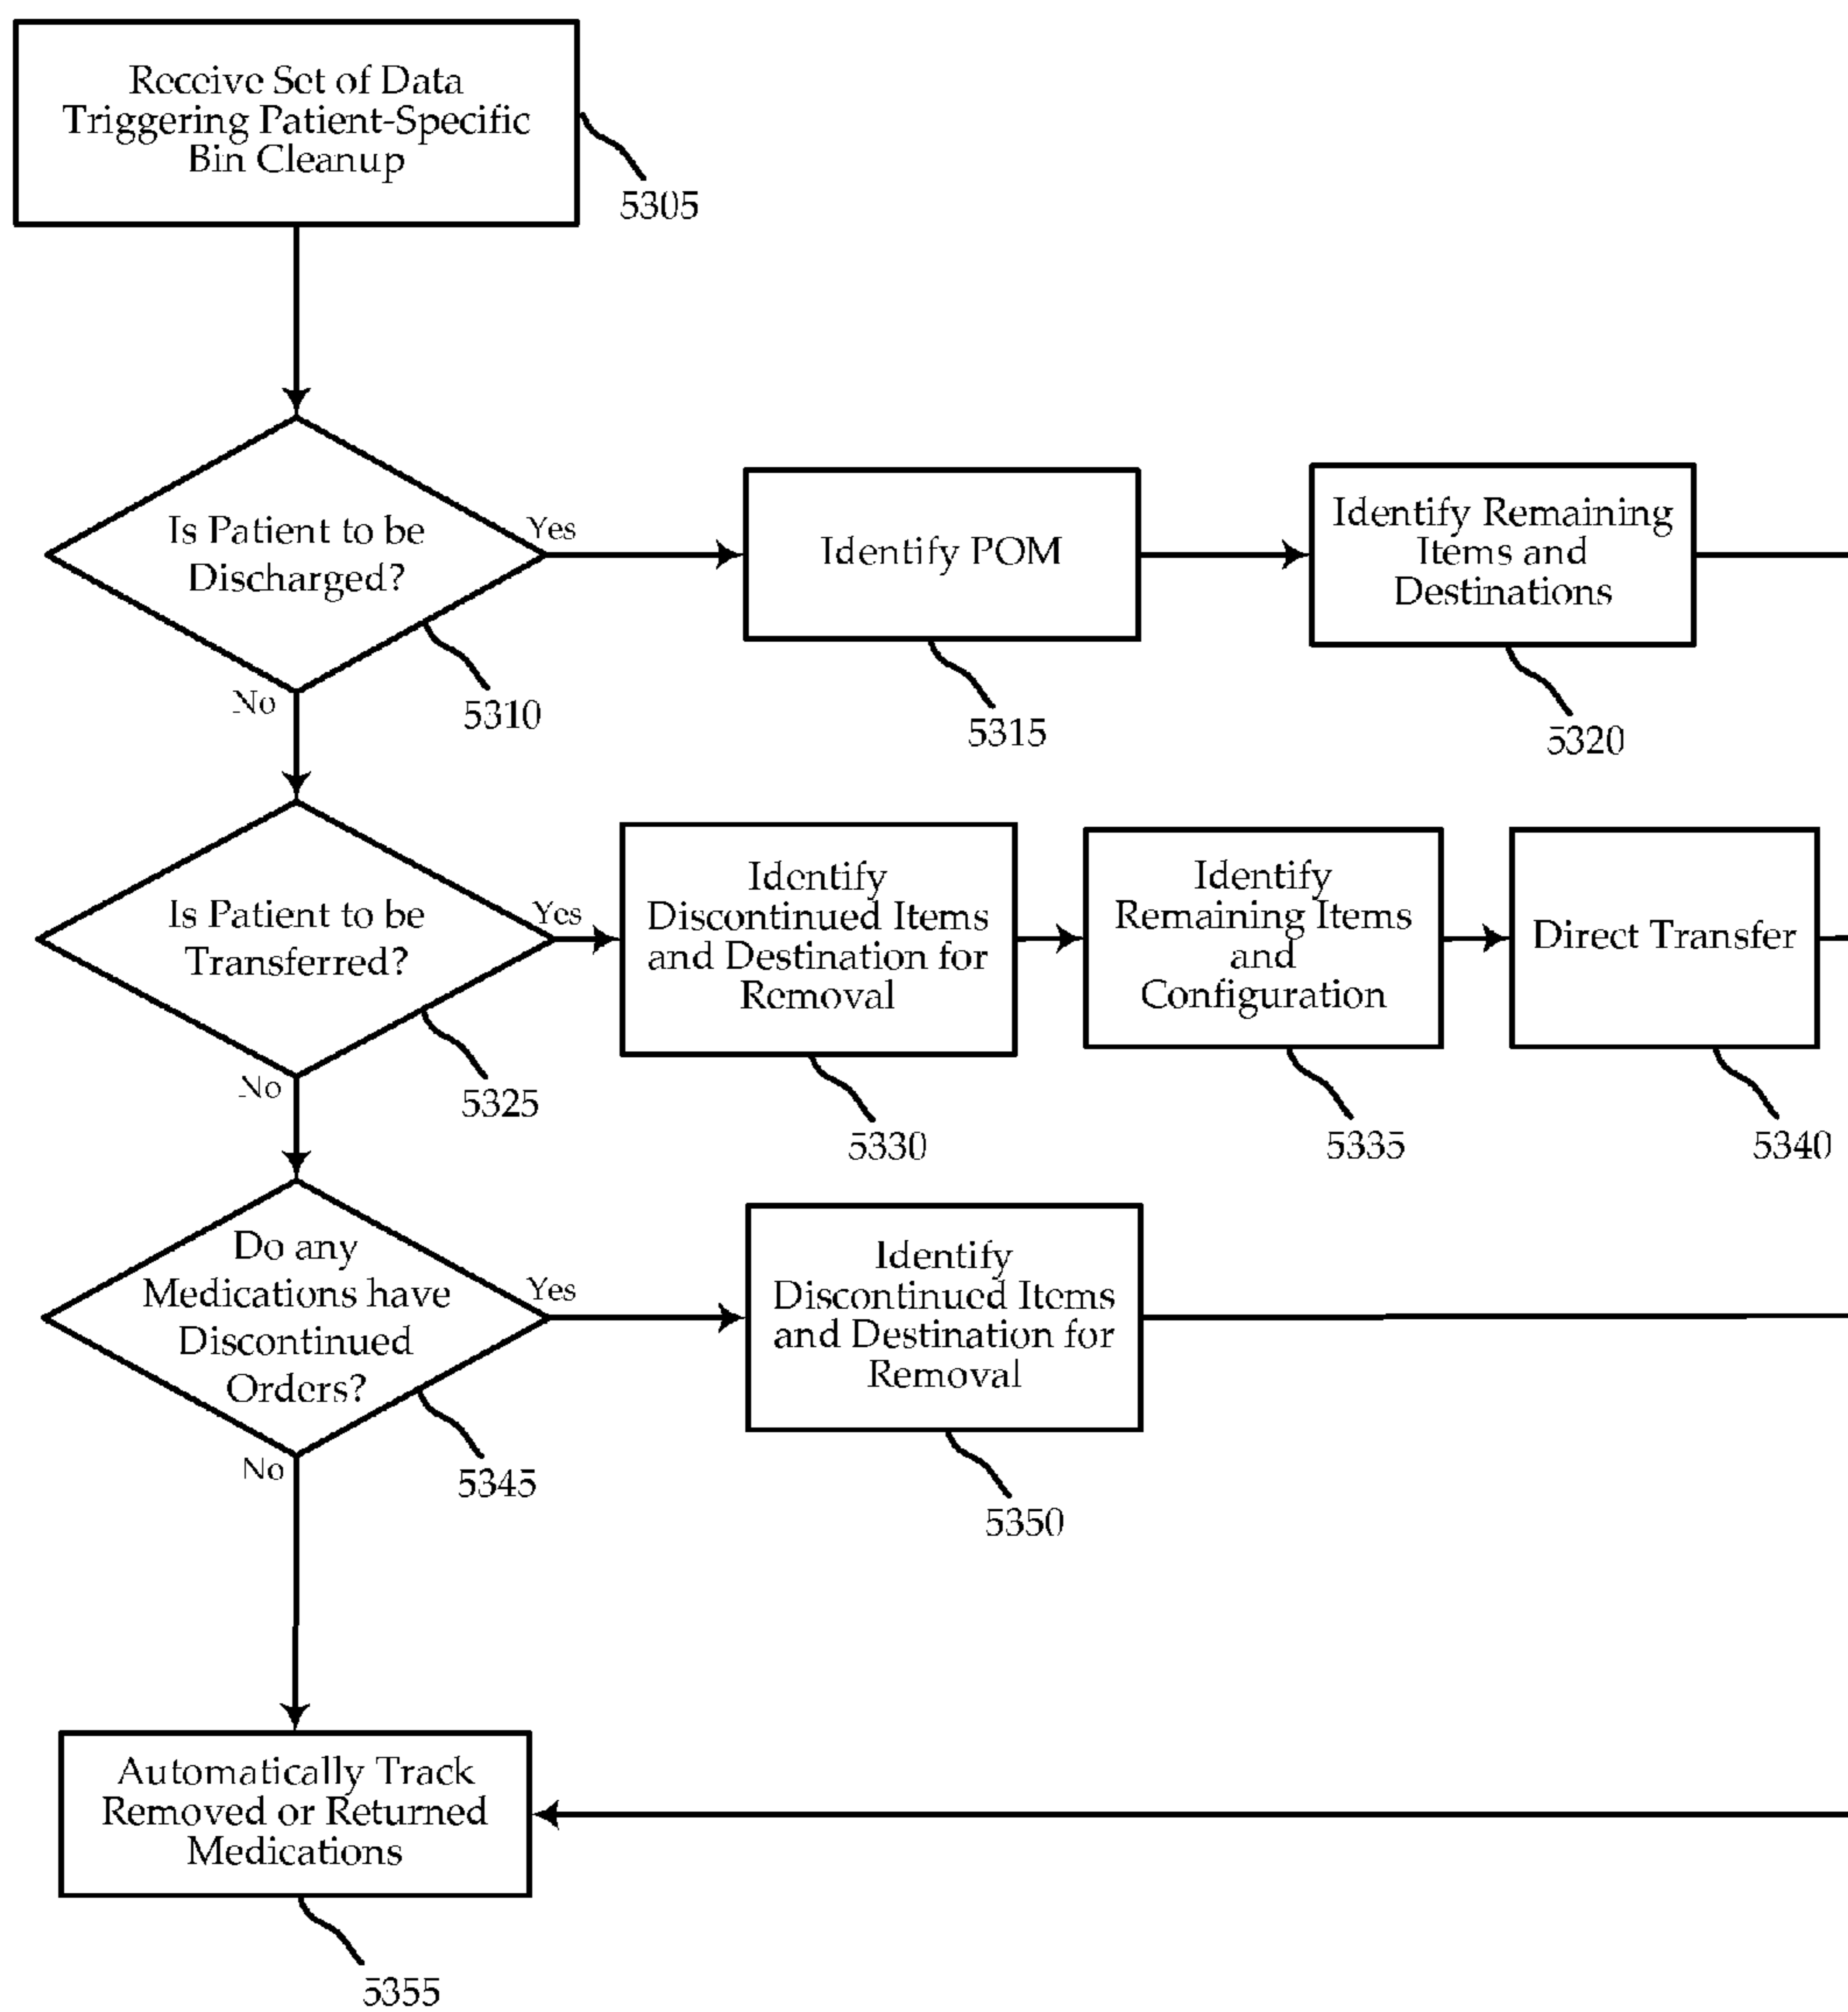 Receive Set of Data
Triggering Patient-Specific
Bin Cleanup
5305
Is Patient to be
Discharged?
Yes
No
5310
Identify POM
5315
Identify Remaining
Items and
Destinations
5320
Is Patient to be
Transferred?
Yes
No
5325
Identify
Discontinued Items
and Destination for
Removal
5330
Identify
Remaining Items
and
Configuration
5335
Direct Transfer
5340
Do any
Medications have
Discontinued
Orders?
Yes
No
5345
Identify
Discontinued Items
and Destination for
Removal
5350
Automatically Track
Removed or Returned
Medications
5355